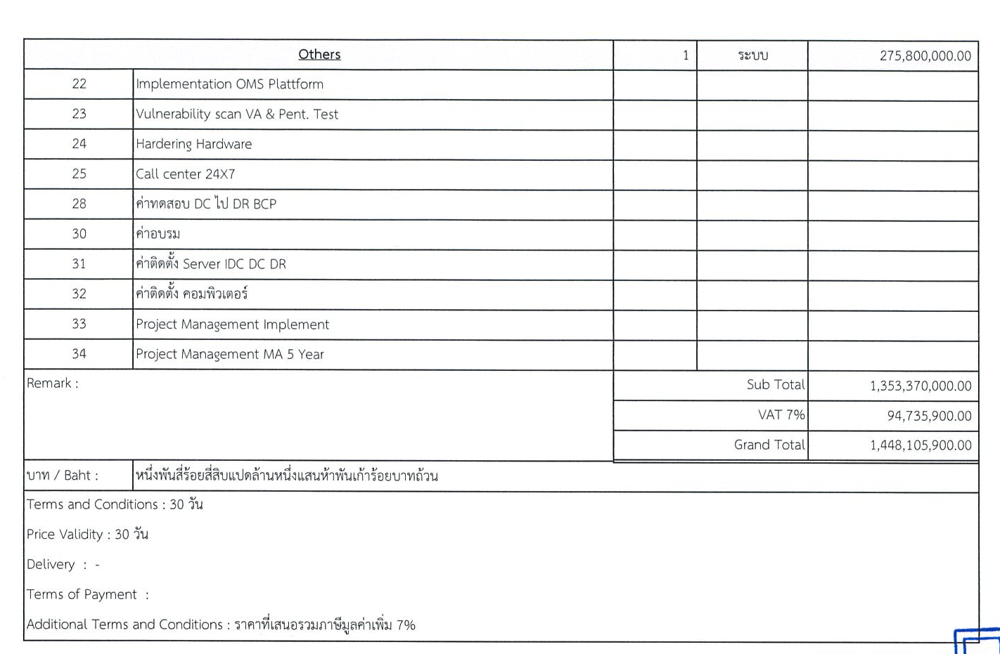 Others 1 ระบบ 275,800,000.00
22 Implementation OMS Plattform
23 Vulnerability scan VA & Pent. Test
24 Hardering Hardware
25 Call center 24X7
28 ค่าทดสอบ DC ไป DR BCP
30 ค่าอบรม
31 ค่าติดตั้ง Server IDC DC DR
32 ค่าติดตั้ง คอมพิวเตอร์
33 Project Management Implement
34 Project Management MA 5 Year
Remark : Sub Total 1,353,370,000.00
VAT 7% 94,735,900.00
Grand Total 1,448,105,900.00
บาท / Baht : หนึ่งพันสี่ร้อยสี่สิบแปดล้านหนึ่งแสนห้าพันเก้าร้อยบาทถ้วน
Terms and Conditions : 30 วัน
Price Validity : 30 วัน
Delivery : -
Terms of Payment :
Additional Terms and Conditions : ราคาที่เสนอรวมภาษีมูลค่าเพิ่ม 7%